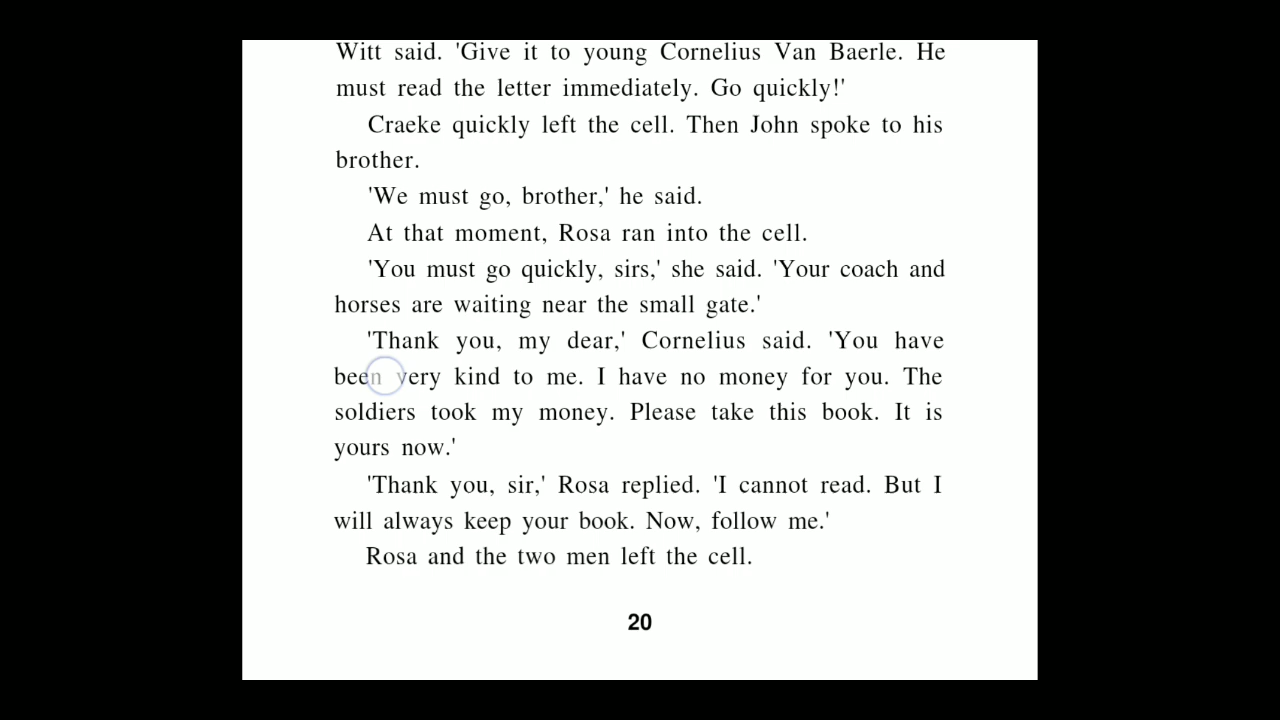 Witt said. 'Give it to young Cornelius Van Baerle. He
must read the letter immediately. Go quickly!'
Craeke quickly left the cell. Then John spoke to his
brother.
'We must go, brother,' he said.
At that moment, Rosa ran into the cell.
'You must go quickly, sirs,' she said. 'Your coach and
horses are waiting near the small gate.'
'Thank you, my dear,' Cornelius said. 'You have
been very kind to me. I have no money for you. The
soldiers took my money. Please take this book. It is
yours now.'
'Thank you, sir,' Rosa replied. 'I cannot read. But I
will always keep your book. Now, follow me.'
Rosa and the two men left the cell.
20